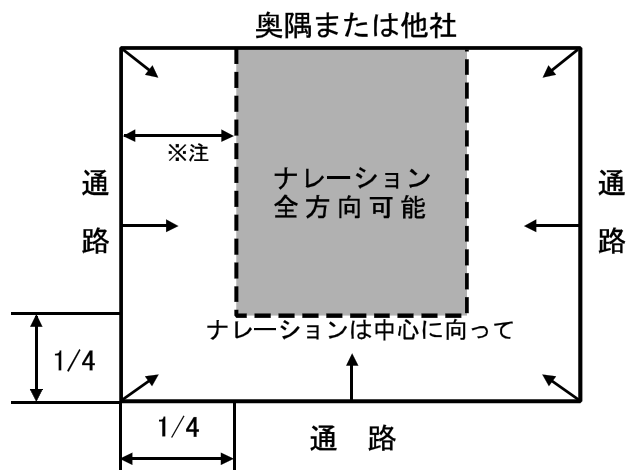 奥隅または他社
※注
ナレーション
全方向可能
通路
通路
ナレーションは中心に向って
1/4
1/4
通 路